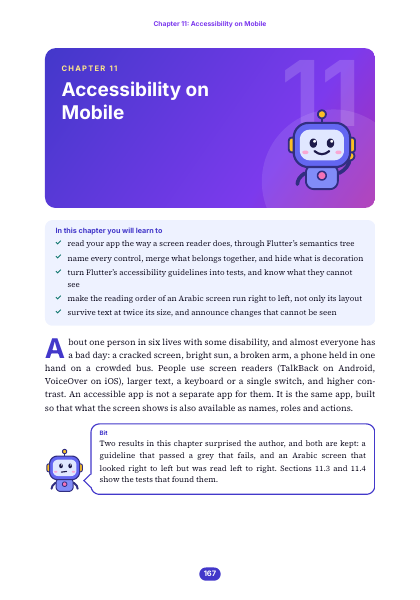 Chapter 11: Accessibility on Mobile
11
CHAPTER 11
Accessibility on
Mobile
In this chapter you will learn to
✓ read your app the way a screen reader does, through Flutter's semantics tree
✓ name every control, merge what belongs together, and hide what is decoration
✓ turn Flutter's accessibility guidelines into tests, and know what they cannot
see
✓ make the reading order of an Arabic screen run right to left, not only its layout
✓ survive text at twice its size, and announce changes that cannot be seen
About one person in six lives with some disability, and almost everyone has
a bad day: a cracked screen, bright sun, a broken arm, a phone held in one
hand on a crowded bus. People use screen readers (TalkBack on Android,
VoiceOver on iOS), larger text, a keyboard or a single switch, and higher con-
trast. An accessible app is not a separate app for them. It is the same app, built
so that what the screen shows is also available as names, roles and actions.
Bit
Two results in this chapter surprised the author, and both are kept: a
guideline that passed a grey that fails, and an Arabic screen that
looked right to left but was read left to right. Sections 11.3 and 11.4
show the tests that found them.
167